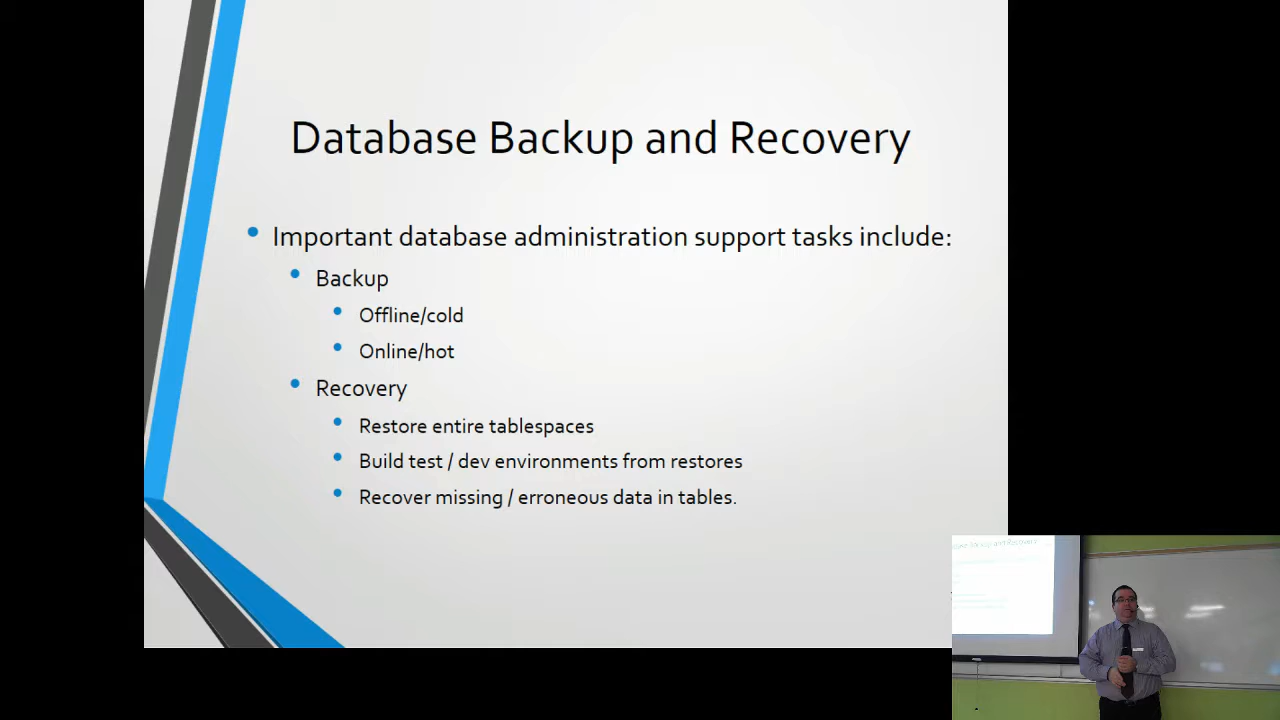 Database Backup and Recovery
Important database administration support tasks include:
Backup
Offline/cold
Online/hot
Recovery
Restore entire tablespaces
Build test / dev environments from restores
Recover missing / erroneous data in tables.